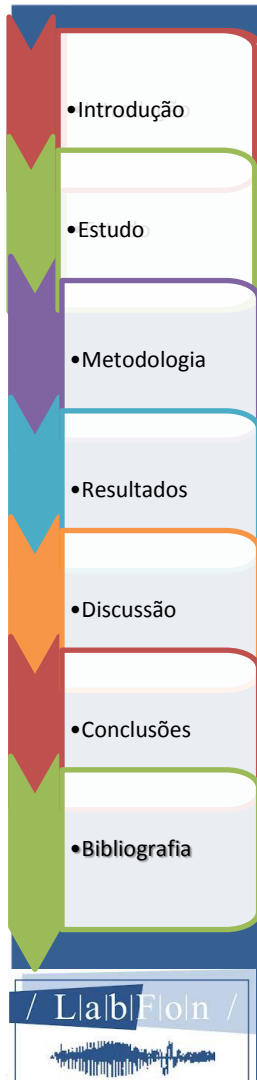 •Introdução
•Estudo
•Metodologia
•Resultados
•Discussão
•Conclusões
•Bibliografia
/ L|a|b|F|o|n /